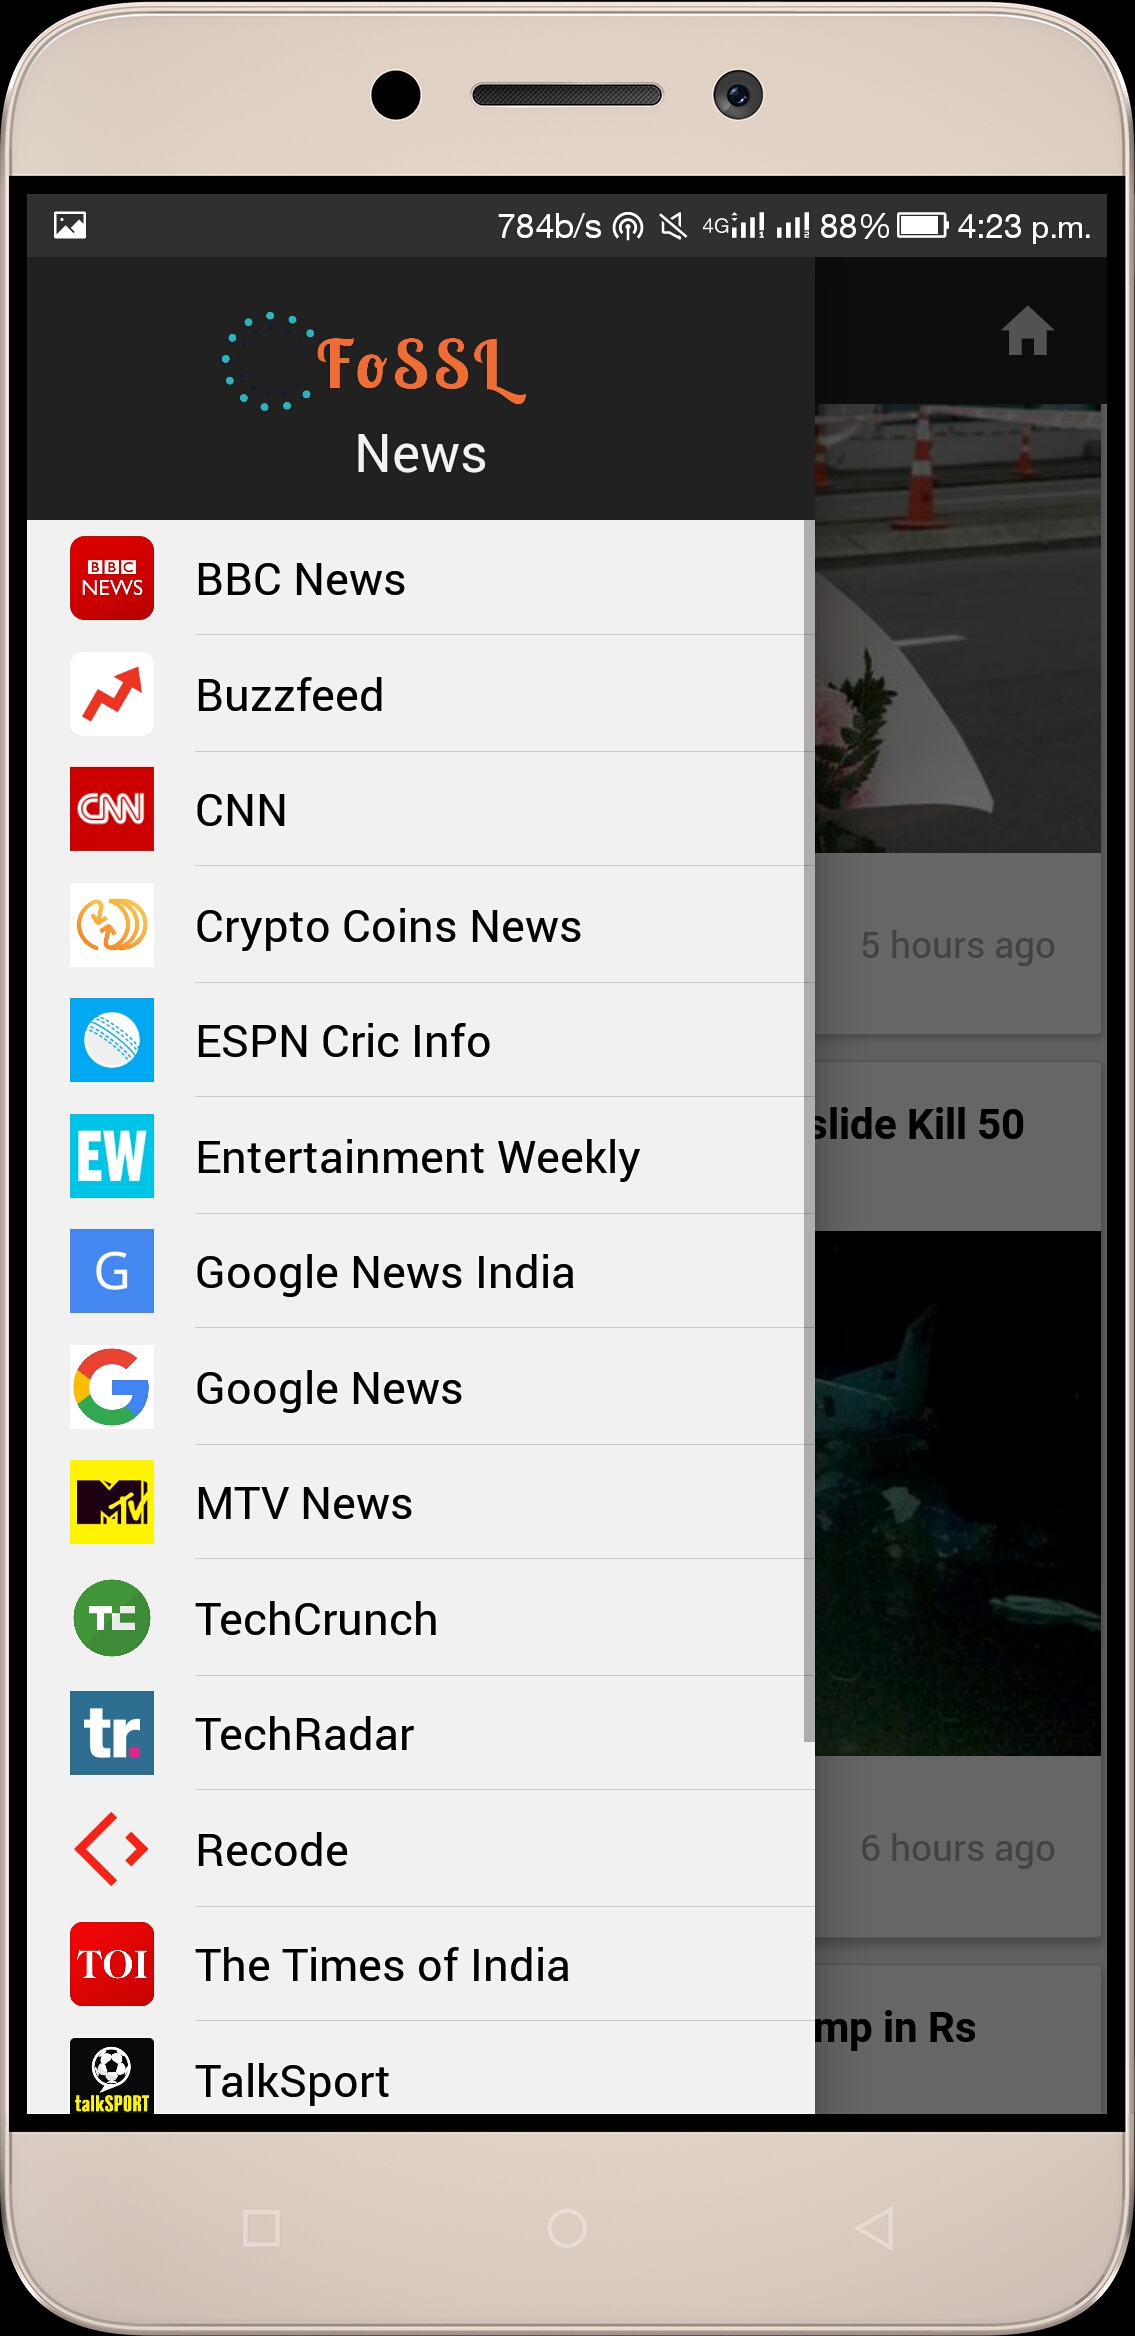 784b/s 4G 88% 4:23 p.m.
FoSSL
News
BBC NEWS
BBC News
Buzzfeed
CNN
CNN
Crypto Coins News
5 hours ago
ESPN Cric Info
slide Kill 50
EW
Entertainment Weekly
G
Google News India
G
Google News
MTV
MTV News
TC
TechCrunch
tr.
TechRadar
Recode
6 hours ago
TOI
The Times of India
mp in Rs
talkSPORT
TalkSport